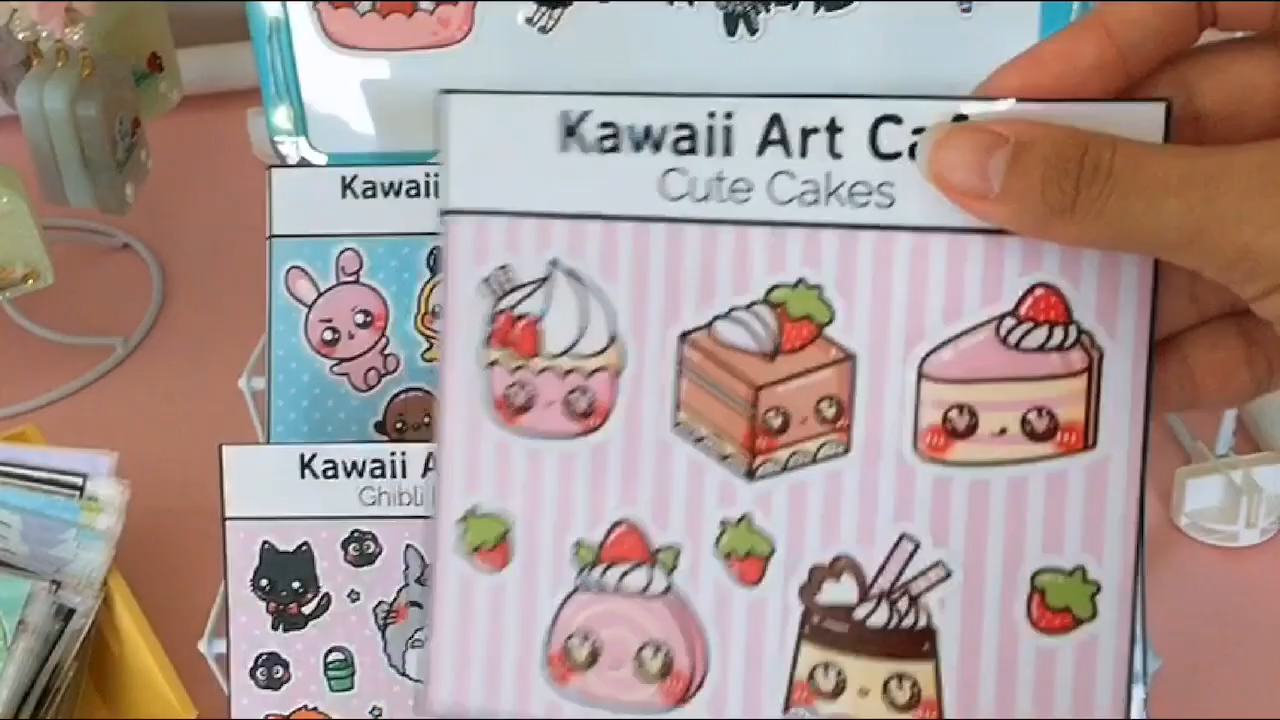 Kawaii Art Ca
Cute Cakes
Kawaii
Kawaii A
Ghibli